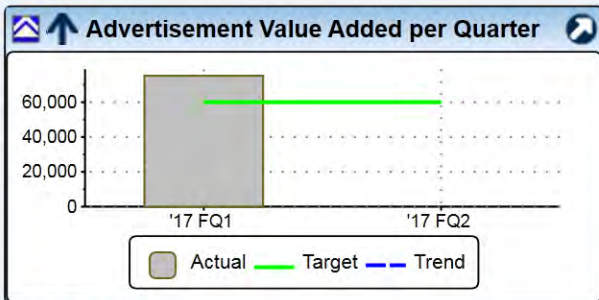 Advertisement Value Added per Quarter
60,000
40,000
20,000
0
'17 FQ1 '17 FQ2
Actual Target Trend